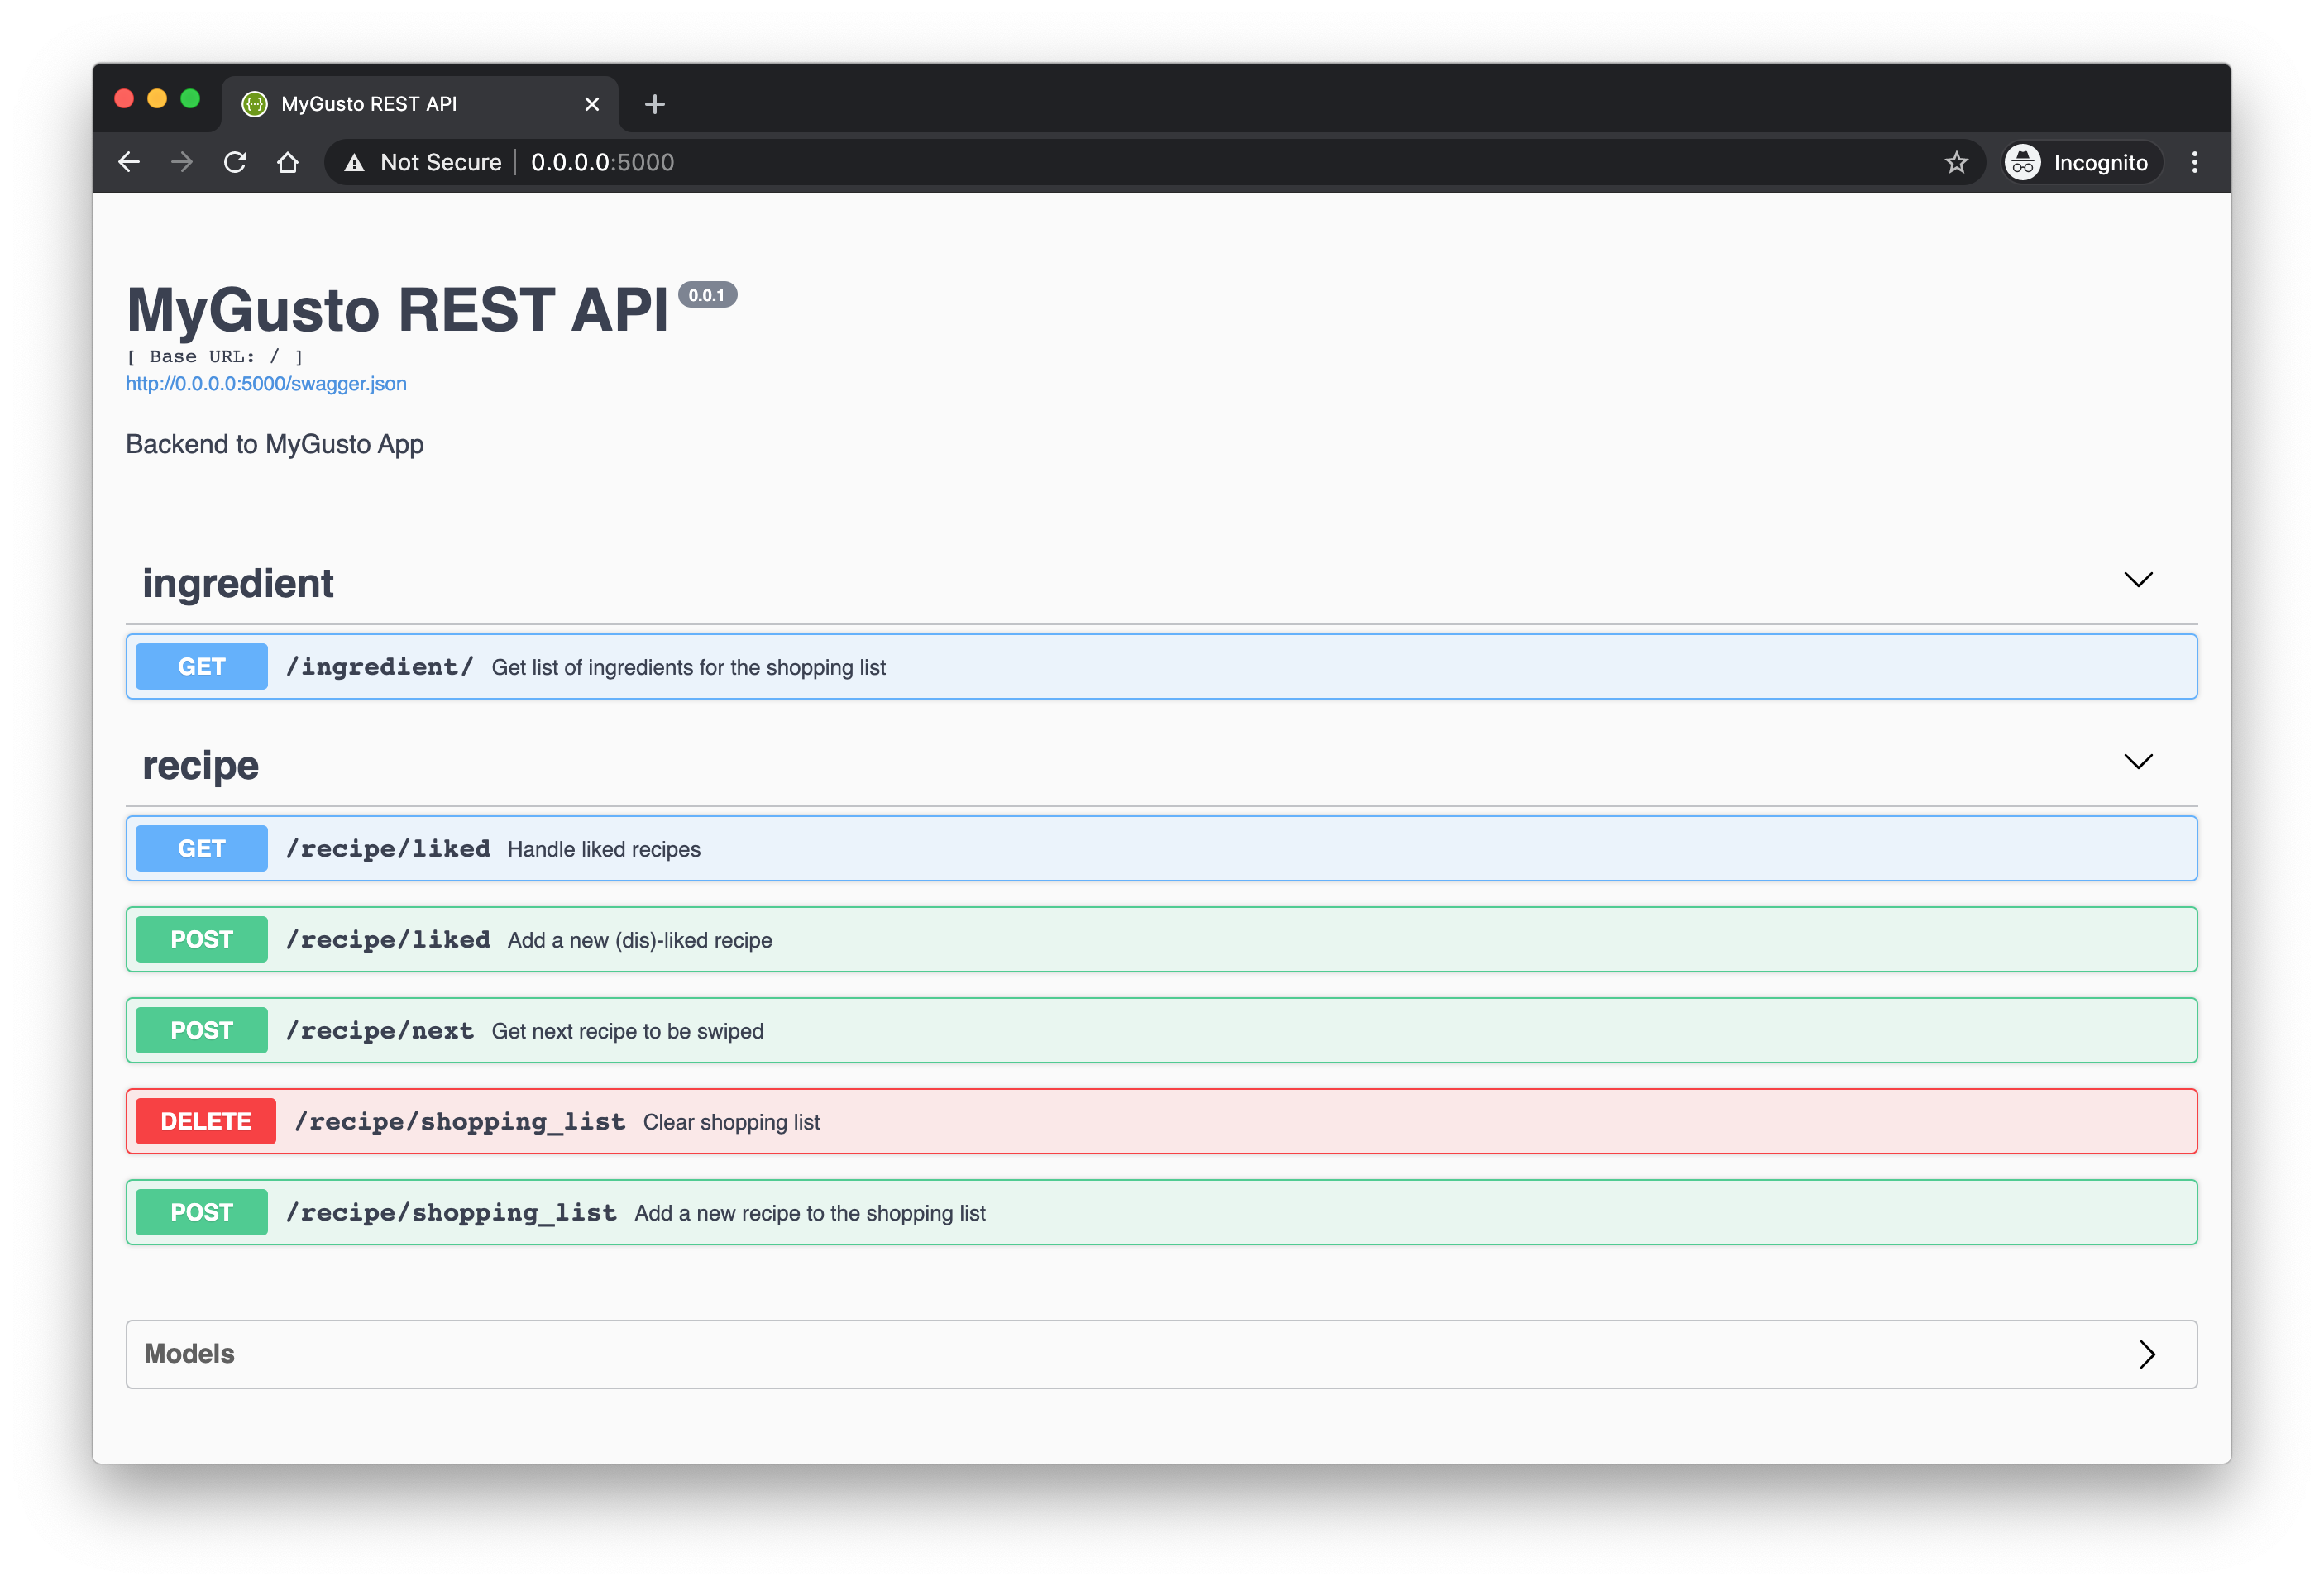 MyGusto REST API
Not Secure 0.0.0.0:5000 Incognito
MyGusto REST API 0.0.1
[ Base URL: / ]
http://0.0.0.0:5000/swagger.json
Backend to MyGusto App
ingredient
GET /ingredient/ Get list of ingredients for the shopping list
recipe
GET /recipe/liked Handle liked recipes
POST /recipe/liked Add a new (dis)-liked recipe
POST /recipe/next Get next recipe to be swiped
DELETE /recipe/shopping_list Clear shopping list
POST /recipe/shopping_list Add a new recipe to the shopping list
Models